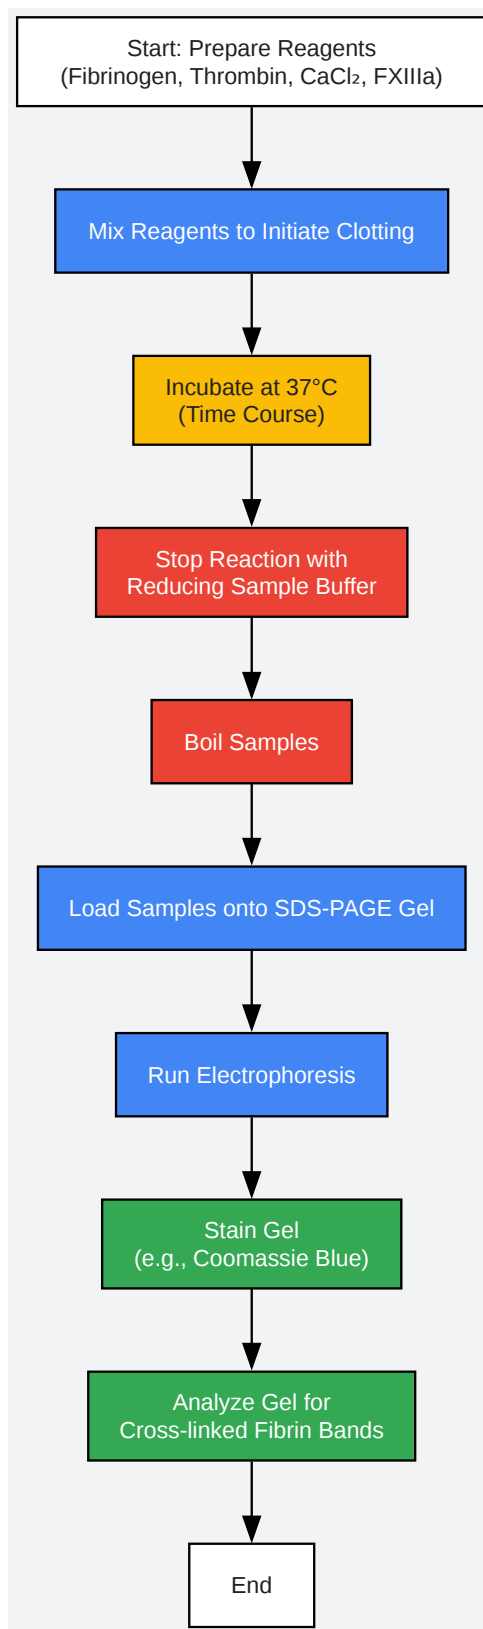 Start: Prepare Reagents
(Fibrinogen, Thrombin, CaCl₂, FXIIIa)
Mix Reagents to Initiate Clotting
Incubate at 37°C
(Time Course)
Stop Reaction with
Reducing Sample Buffer
Boil Samples
Load Samples onto SDS-PAGE Gel
Run Electrophoresis
Stain Gel
(e.g., Coomassie Blue)
Analyze Gel for
Cross-linked Fibrin Bands
End